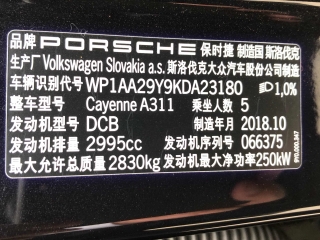 品牌 PORSCHE 保时捷 制造国 斯洛伐克
生产厂 Volkswagen Slovakia a.s. 斯洛伐克大众汽车股份公司制造
车辆识别代号 WP1AA29Y9KDA23180 1,0%
整车型号 Cayenne A311 乘坐人数 5
发动机型号 DCB 制造年月 2018.10
发动机排量 2995cc 发动机序列号 066375
最大允许总质量 2830kg 发动机最大净功率 250kW